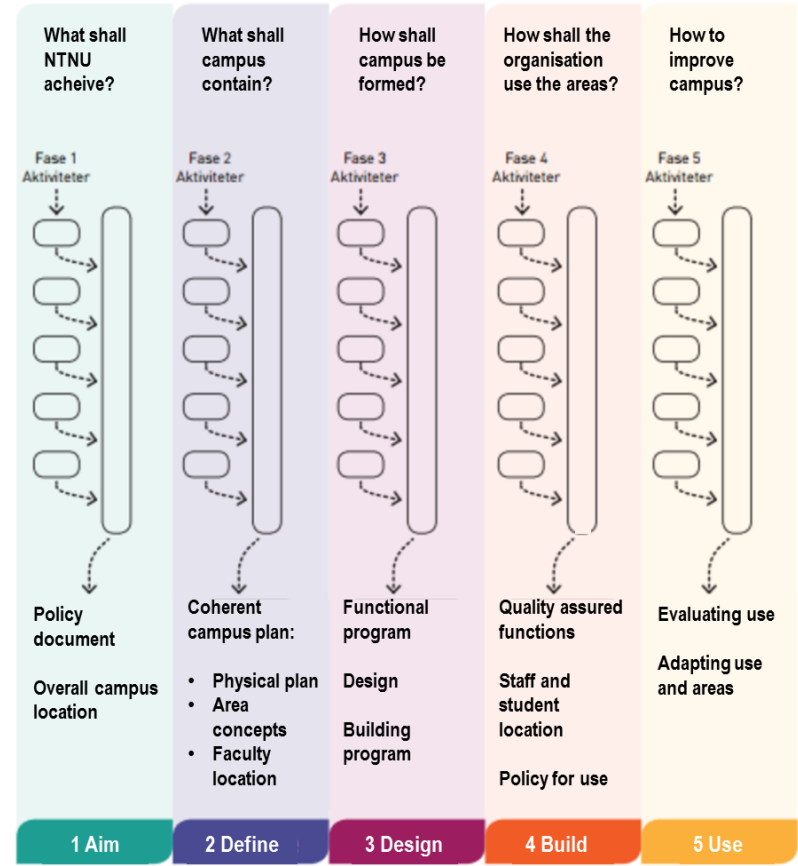 What shall
NTNU
acheive?
What shall
campus
contain?
How shall
campus be
formed?
How shall the
organisation
use the areas?
How to
improve
campus?
Fase 1
Aktiviteter
Fase 2
Aktiviteter
Fase 3
Aktiviteter
Fase 4
Aktiviteter
Fase 5
Aktiviteter
Policy
document
Overall campus
location
Coherent
campus plan:
• Physical plan
• Area
concepts
• Faculty
location
Functional
program
Design
Building
program
Quality assured
functions
Staff and
student
location
Policy for use
Evaluating use
Adapting use
and areas
1 Aim
2 Define
3 Design
4 Build
5 Use